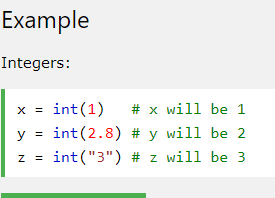 Example
Integers:
x = int(1)   # x will be 1
y = int(2.8) # y will be 2
z = int("3") # z will be 3